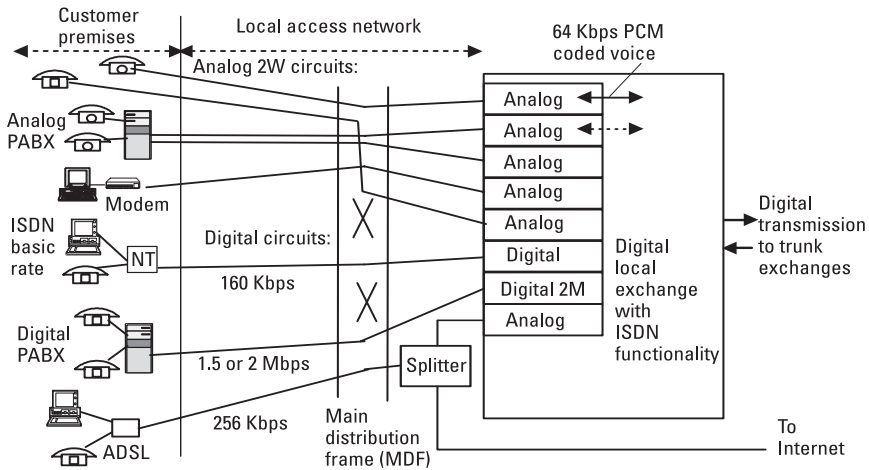 Customer
premises
Local access network
64 Kbps PCM
coded voice
Analog 2W circuits:
Analog
Analog
PABX
Analog
Analog
Analog
Modem
Analog
ISDN
basic
rate
NT
Digital circuits:
160 Kbps
Digital
Digital 2M
Analog
Digital
local
exchange
with
ISDN
functionality
Digital
transmission
to trunk
exchanges
Digital
PABX
1.5 or 2 Mbps
Splitter
256 Kbps
ADSL
Main
distribution
frame (MDF)
To
Internet